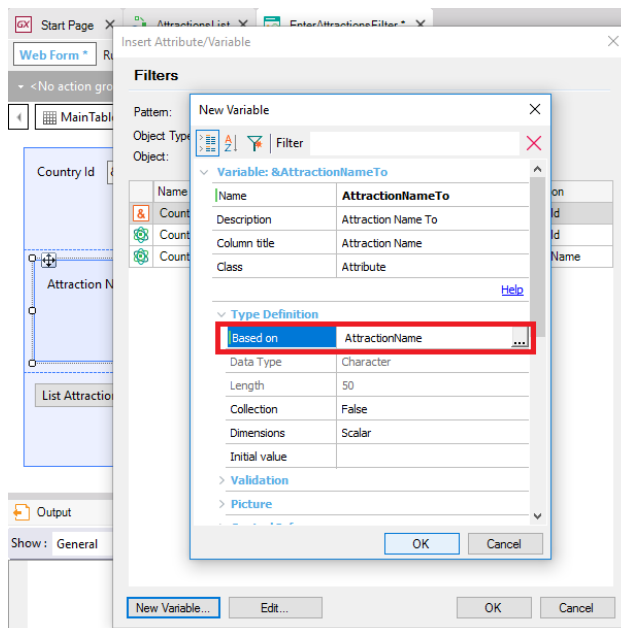 GX Start Page X AttractionsList X EnterAttractionsFilter * X
Insert Attribute/Variable
Web Form *
Filters
<No action gro
Pattern:
New Variable
MainTabl
Object Type
Filter
Object:
Variable: &AttractionNameTo
Country Id
Name
Name AttractionNameTo
on
Description Attraction Name To
& Count
Id
Column title Attraction Name
Count
Id
Class Attribute
Count
Name
Help
Attraction N
Type Definition
Based on AttractionName ...
Data Type Character
Length 50
List Attractio
Collection False
Dimensions Scalar
Initial value
Validation
Picture
Output
OK Cancel
Show : General
New Variable... Edit... OK Cancel